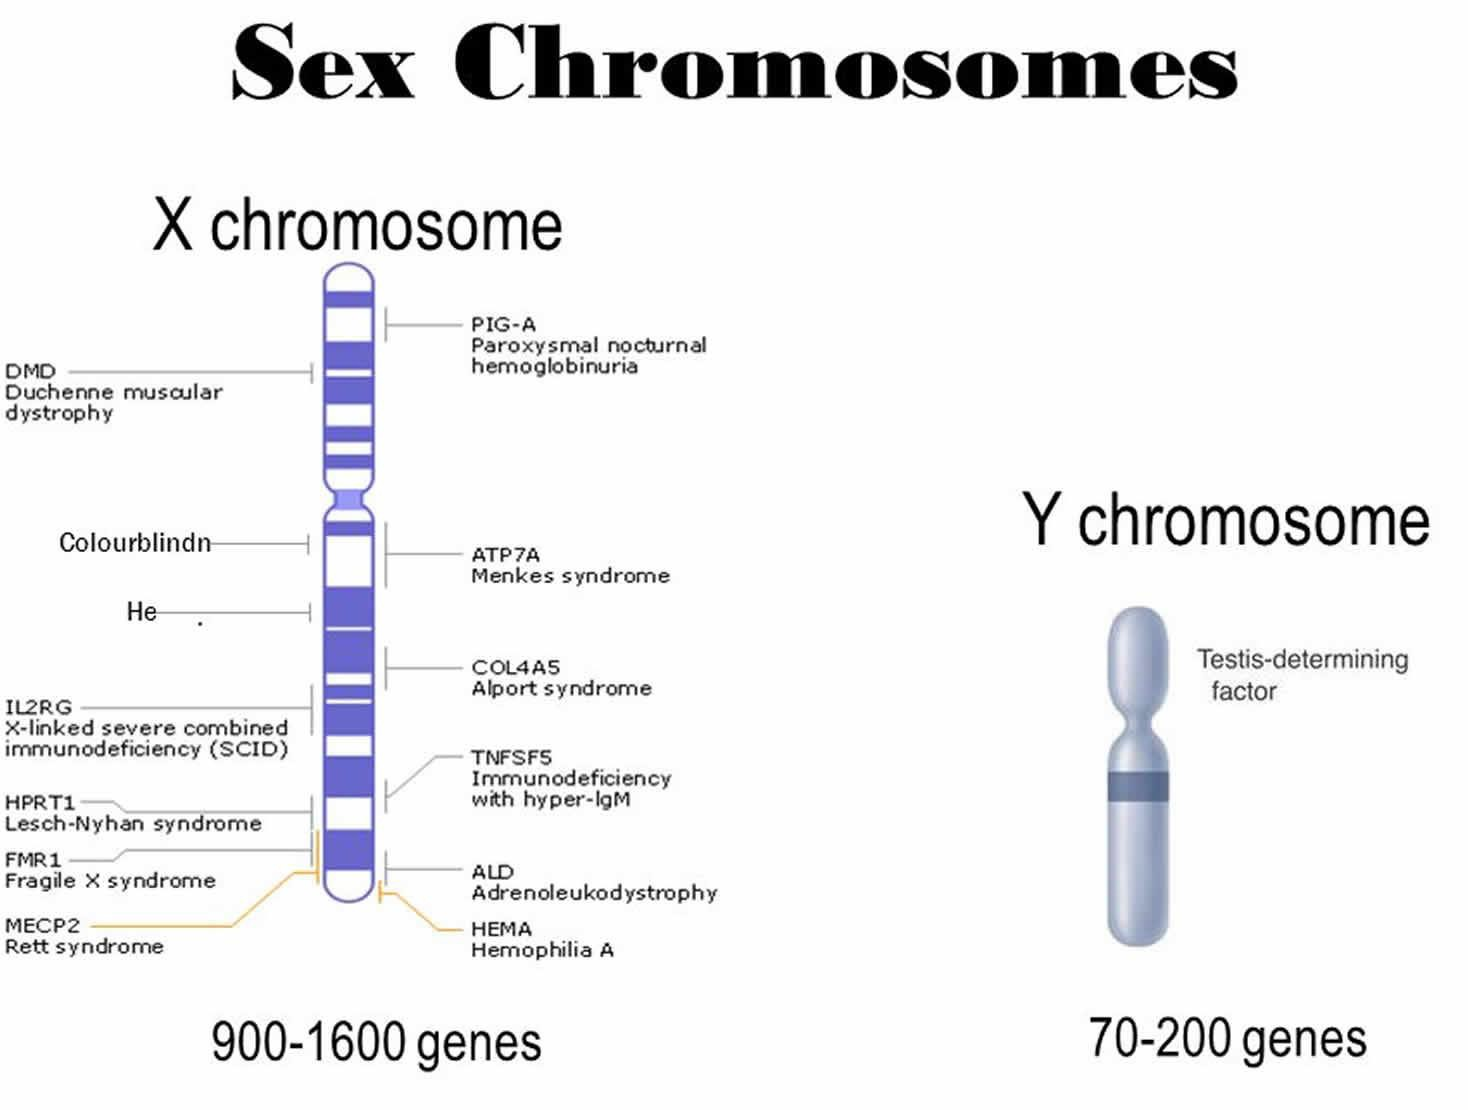 Sex Chromosomes
X chromosome
PIG-A
Paroxysmal nocturnal
hemoglobinuria
DMD
Duchenne muscular
dystrophy
Colourblindn
ATP7A
Menkes syndrome
He
COL4A5
Alport syndrome
IL2RG
X-linked severe combined
immunodeficiency (SCID)
TNFSF5
Immunodeficiency
with hyper-IgM
HPRT1
Lesch-Nyhan syndrome
FMR1
Fragile X syndrome
ALD
Adrenoleukodystrophy
MECP2
Rett syndrome
HEMA
Hemophilia A
900-1600 genes
Y chromosome
Testis-determining
factor
70-200 genes